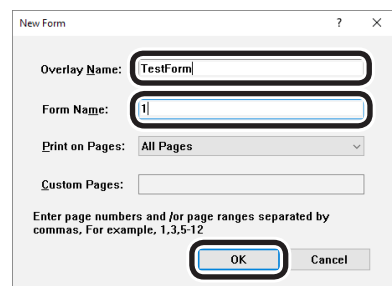 New Form ? ×
Overlay Name: TestForm
Form Name: 1
Print on Pages: All Pages
Custom Pages:
Enter page numbers and /or page ranges separated by
commas, For example, 1,3,5-12
OK Cancel